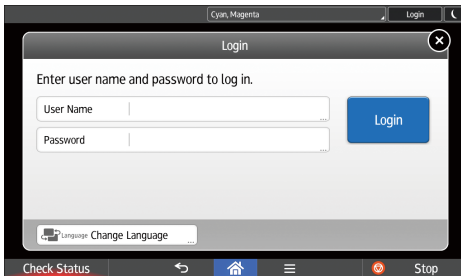 Cyan, Magenta
Login
Login
Enter user name and password to log in.
User Name
...
Login
Password
...
Language Change Language
...
Check Status
Stop